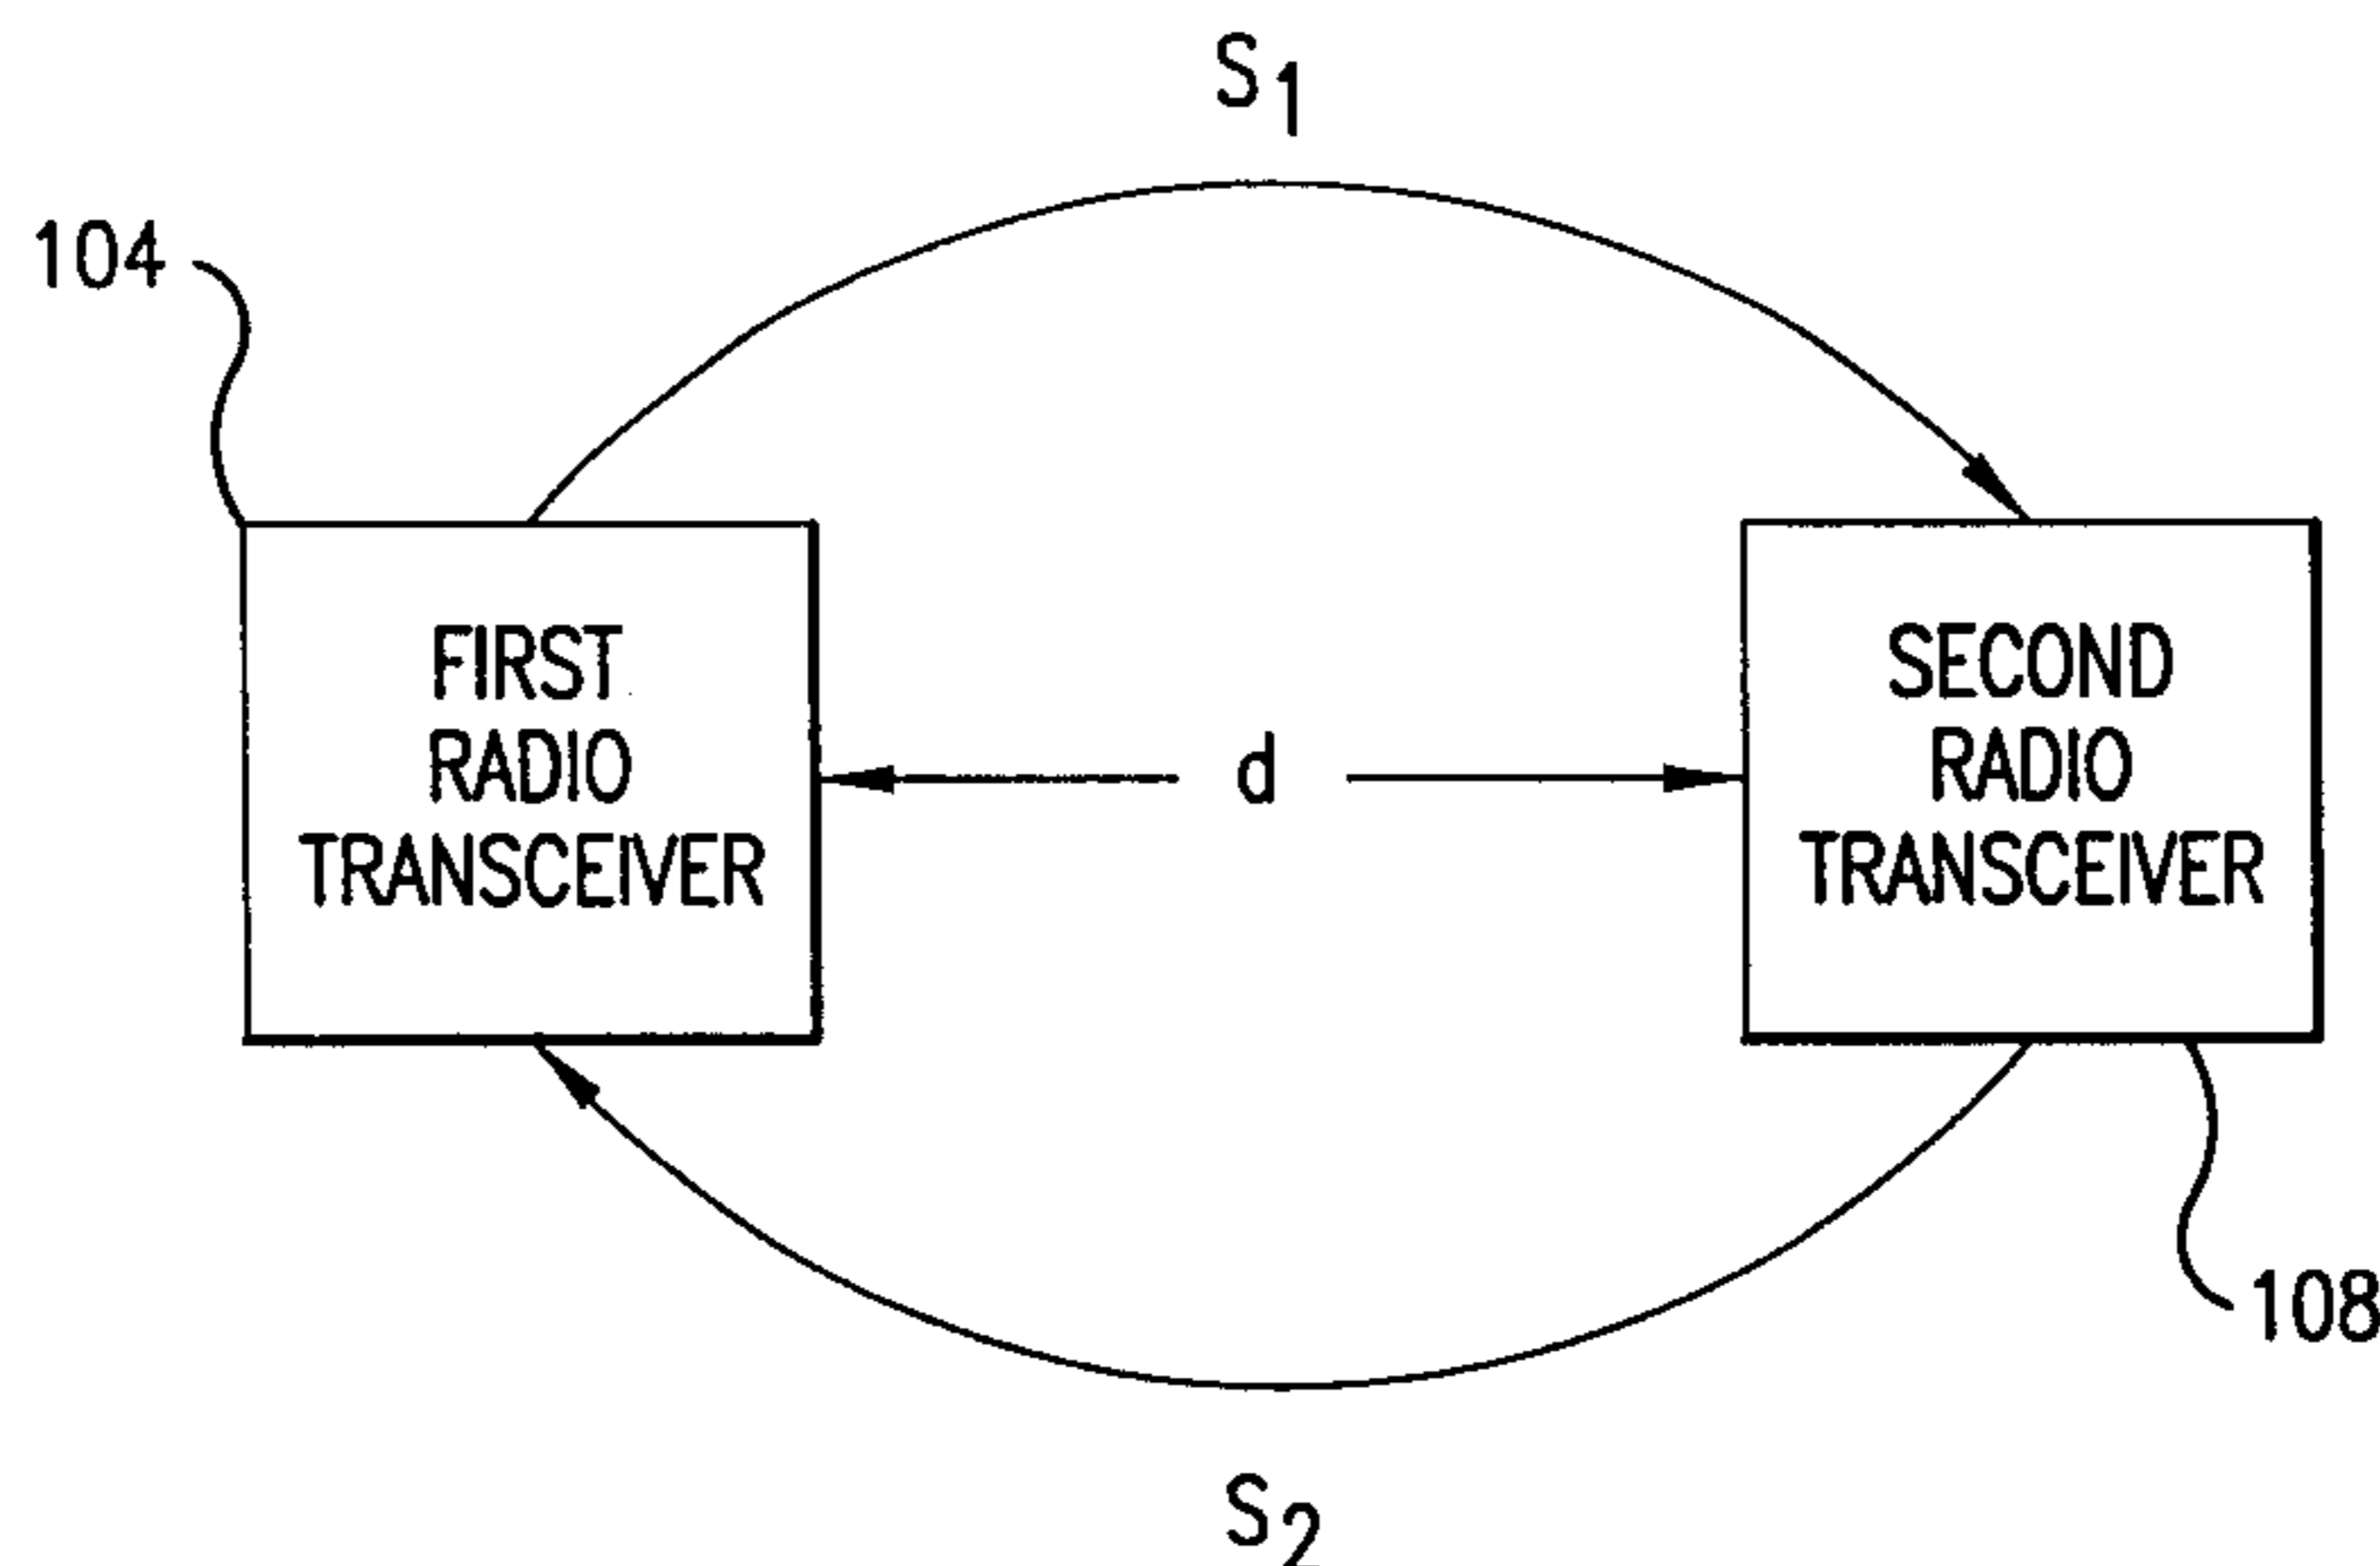 S1
104
FIRST
RADIO
TRANSCEIVER
d
SECOND
RADIO
TRANSCEIVER
108
S2